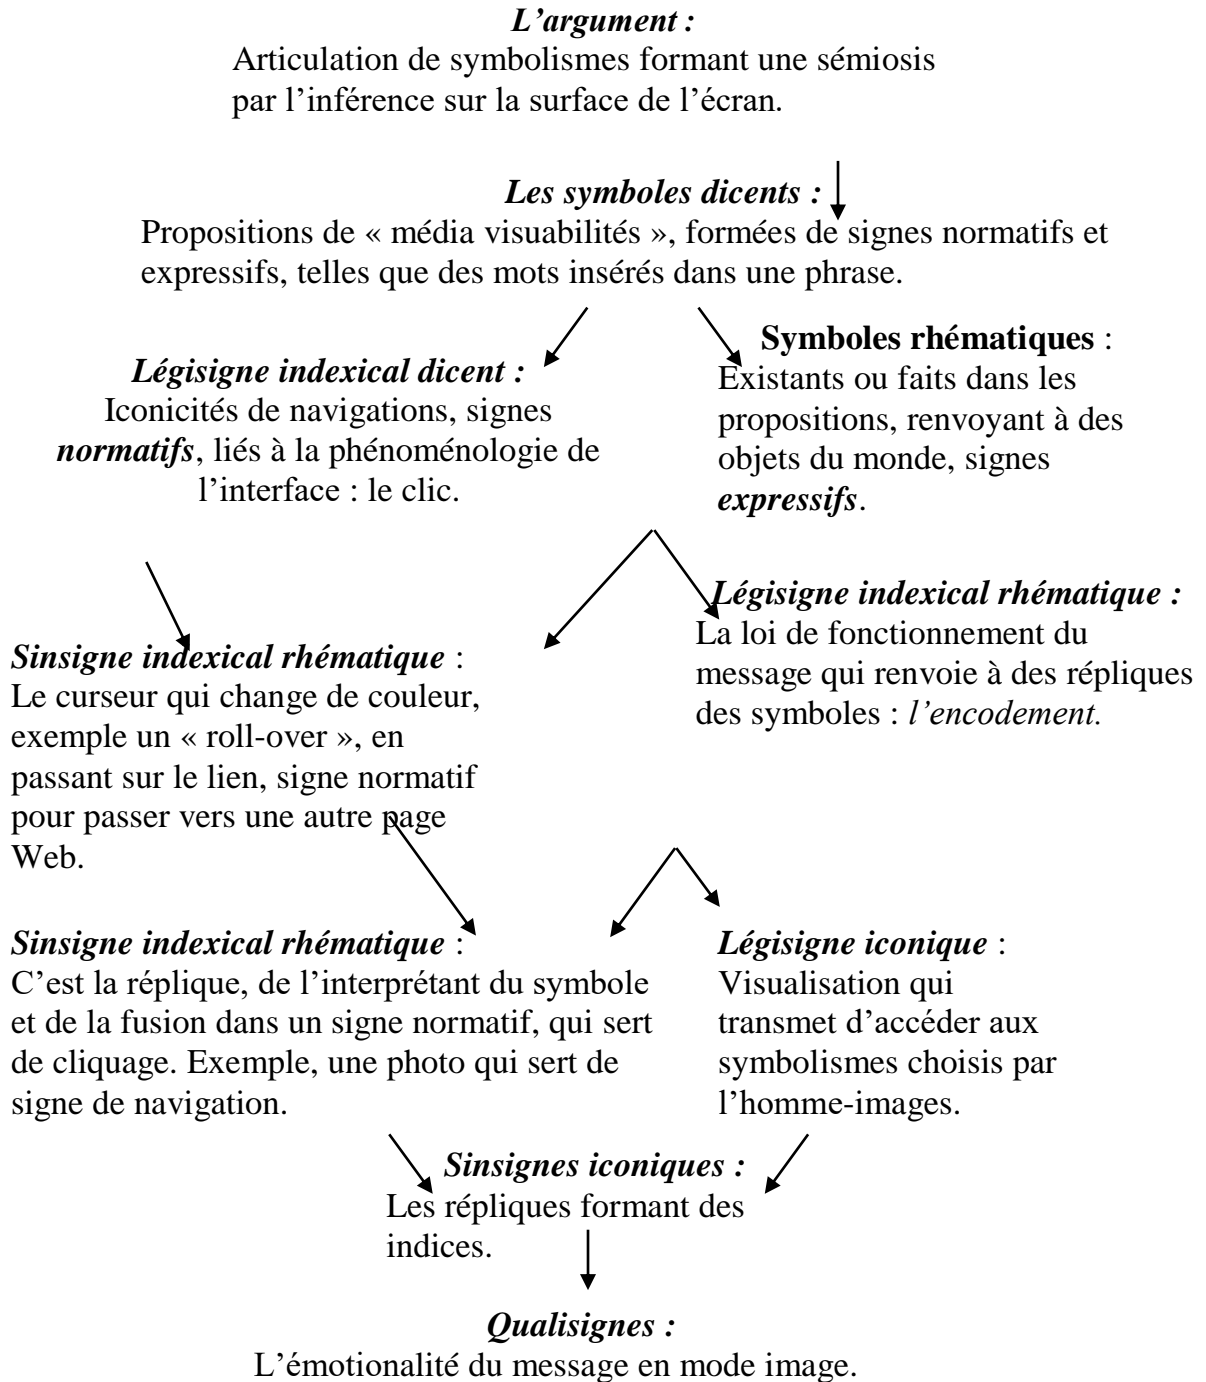 L’argument :
Articulation de symbolismes formant une sémiosis
par l’inférence sur la surface de l’écran.
Les symboles dicents :
Propositions de « média visuabilités », formées de signes normatifs et
expressifs, telles que des mots insérés dans une phrase.
Légisigne indexical dicent :
Iconicités de navigations, signes
normatifs, liés à la phénoménologie de
l’interface : le clic.
Symboles rhématiques :
Existants ou faits dans les
propositions, renvoyant à des
objets du monde, signes
expressifs.
Sinsigne indexical rhématique :
Le curseur qui change de couleur,
exemple un « roll-over », en
passant sur le lien, signe normatif
pour passer vers une autre page
Web.
Légisigne indexical rhématique :
La loi de fonctionnement du
message qui renvoie à des répliques
des symboles : l’encodement.
Sinsigne indexical rhématique :
C’est la réplique, de l’interprétant du symbole
et de la fusion dans un signe normatif, qui sert
de cliquage. Exemple, une photo qui sert de
signe de navigation.
Légisigne iconique :
Visualisation qui
transmet d’accéder aux
symbolismes choisis par
l’homme-images.
Sinsignes iconiques :
Les répliques formant des
indices.
Qualisignes :
L’émotionalité du message en mode image.